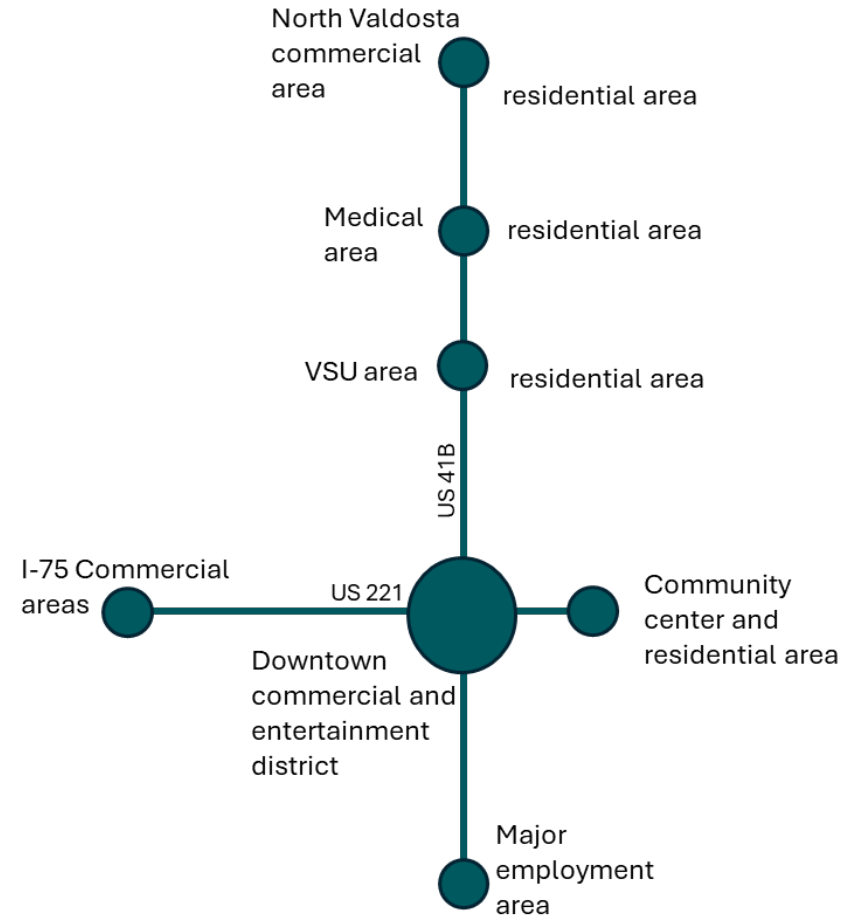 North Valdosta
commercial
area
residential area
Medical
area
residential area
VSU area
residential area
US 41B
I-75 Commercial
areas
US 221
Community
center and
residential area
Downtown
commercial and
entertainment
district
Major
employment
area